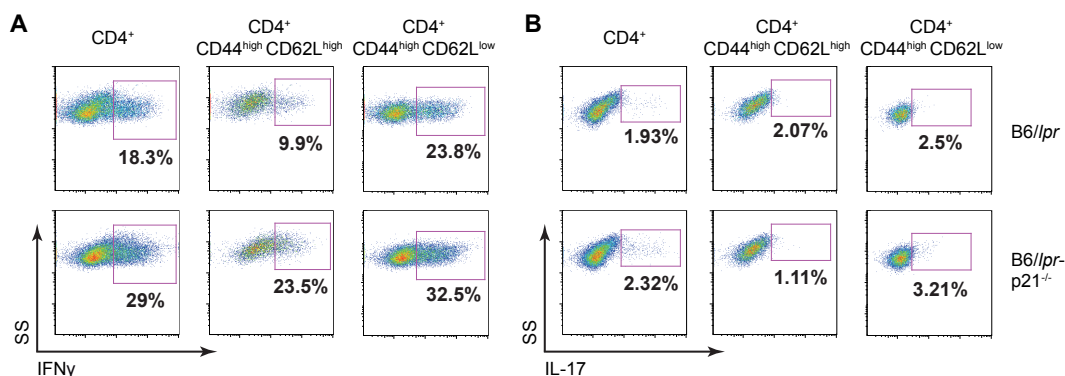 A
CD4⁺
CD4⁺
CD44ʰⁱᵍʰ CD62Lʰⁱᵍʰ
CD4⁺
CD44ʰⁱᵍʰ CD62Lˡᵒʷ
18.3%
9.9%
23.8%
29%
23.5%
32.5%
SS
IFNγ
B
CD4⁺
CD4⁺
CD44ʰⁱᵍʰ CD62Lʰⁱᵍʰ
CD4⁺
CD44ʰⁱᵍʰ CD62Lˡᵒʷ
1.93%
2.07%
2.5%
B6/lpr
2.32%
1.11%
3.21%
B6/lpr-
p21⁻/⁻
SS
IL-17